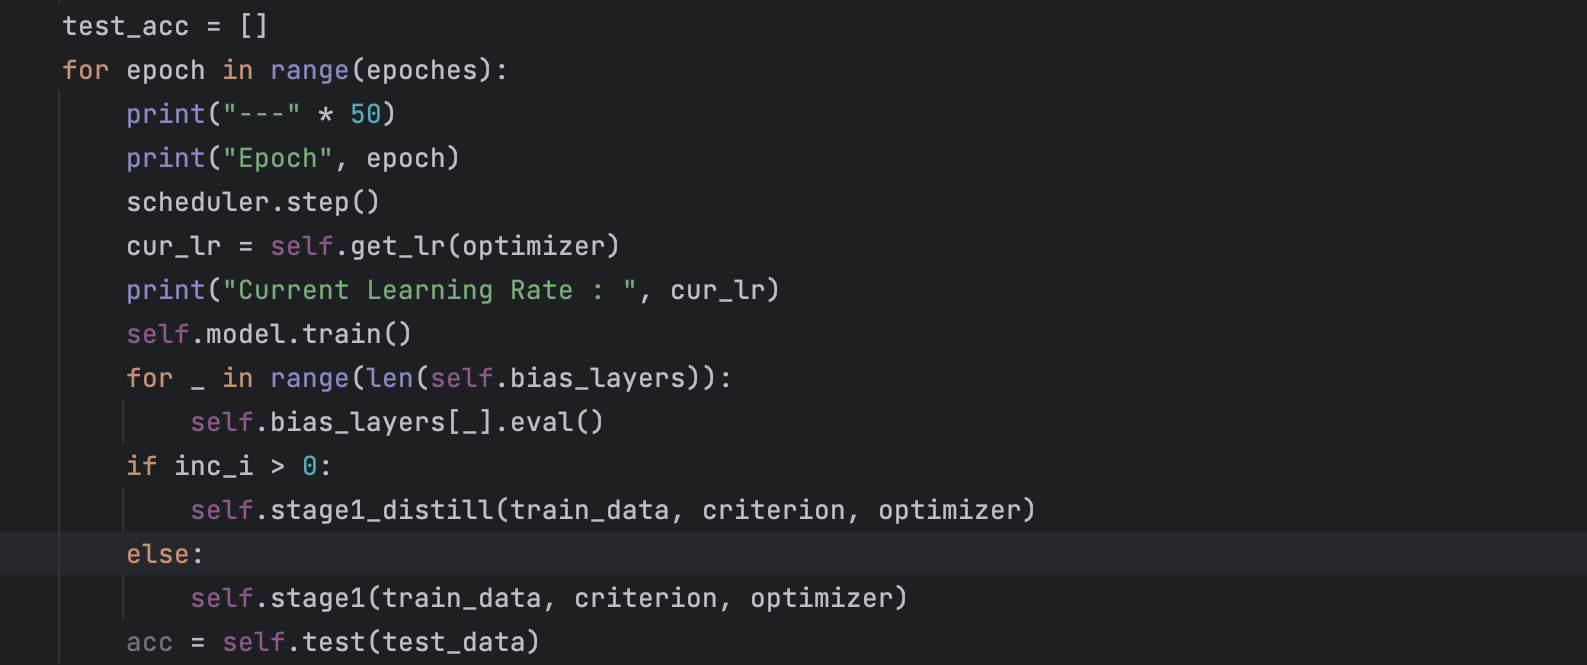 test_acc = []
for epoch in range(epoches):
    print("---" * 50)
    print("Epoch", epoch)
    scheduler.step()
    cur_lr = self.get_lr(optimizer)
    print("Current Learning Rate : ", cur_lr)
    self.model.train()
    for _ in range(len(self.bias_layers)):
        self.bias_layers[_].eval()
    if inc_i > 0:
        self.stage1_distill(train_data, criterion, optimizer)
    else:
        self.stage1(train_data, criterion, optimizer)
    acc = self.test(test_data)